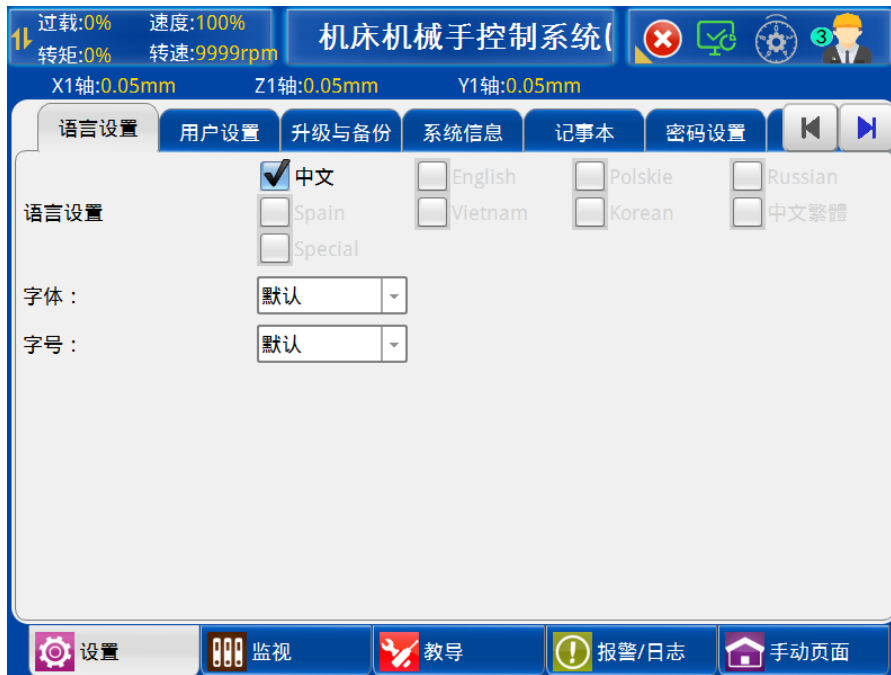 过载:0% 速度:100%
机床机械手控制系统(
转矩:0% 转速:9999rpm
3
X1轴:0.05mm Z1轴:0.05mm Y1轴:0.05mm
语言设置 用户设置 升级与备份 系统信息 记事本 密码设置
中文 English Polskie Russian
语言设置
Spain Vietnam Korean 中文繁體
Special
字体： 默认
字号： 默认
设置 监视 教导 报警/日志 手动页面